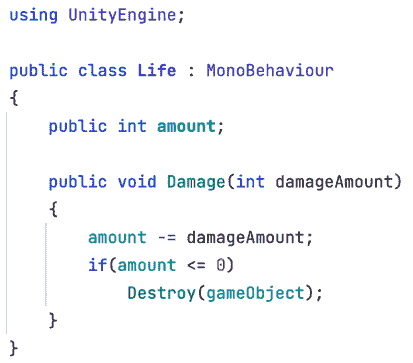 using UnityEngine;

public class Life : MonoBehaviour
{
    public int amount;

    public void Damage(int damageAmount)
    {
        amount -= damageAmount;
        if(amount <= 0)
            Destroy(gameObject);
    }
}